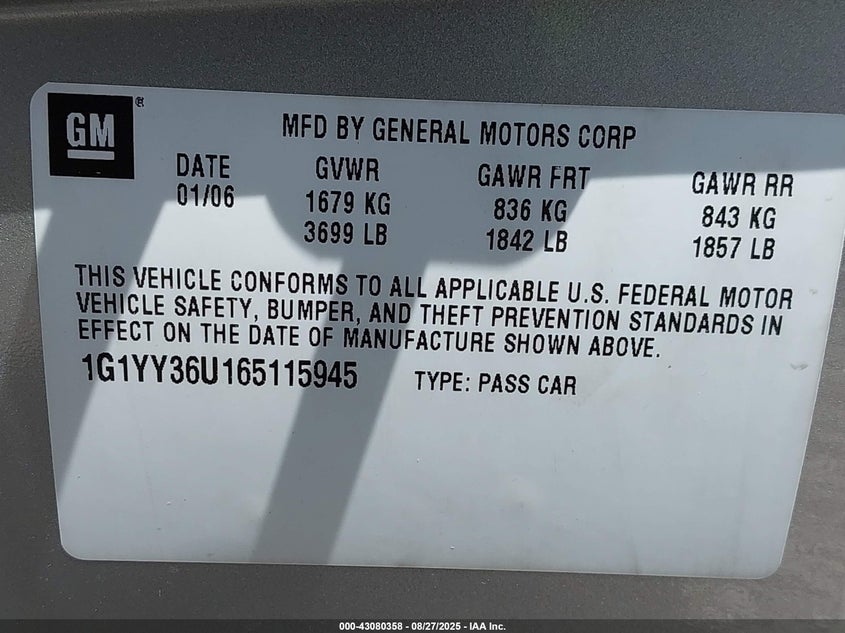 GM ®
MFD BY GENERAL MOTORS CORP
DATE GVWR GAWR FRT GAWR RR
01/06 1679 KG 836 KG 843 KG
3699 LB 1842 LB 1857 LB
THIS VEHICLE CONFORMS TO ALL APPLICABLE U.S. FEDERAL MOTOR
VEHICLE SAFETY, BUMPER, AND THEFT PREVENTION STANDARDS IN
EFFECT ON THE DATE OF MANUFACTURE SHOWN ABOVE.
1G1YY36U165115945 TYPE: PASS CAR
000-43080358 - 08/27/2025 - IAA Inc.